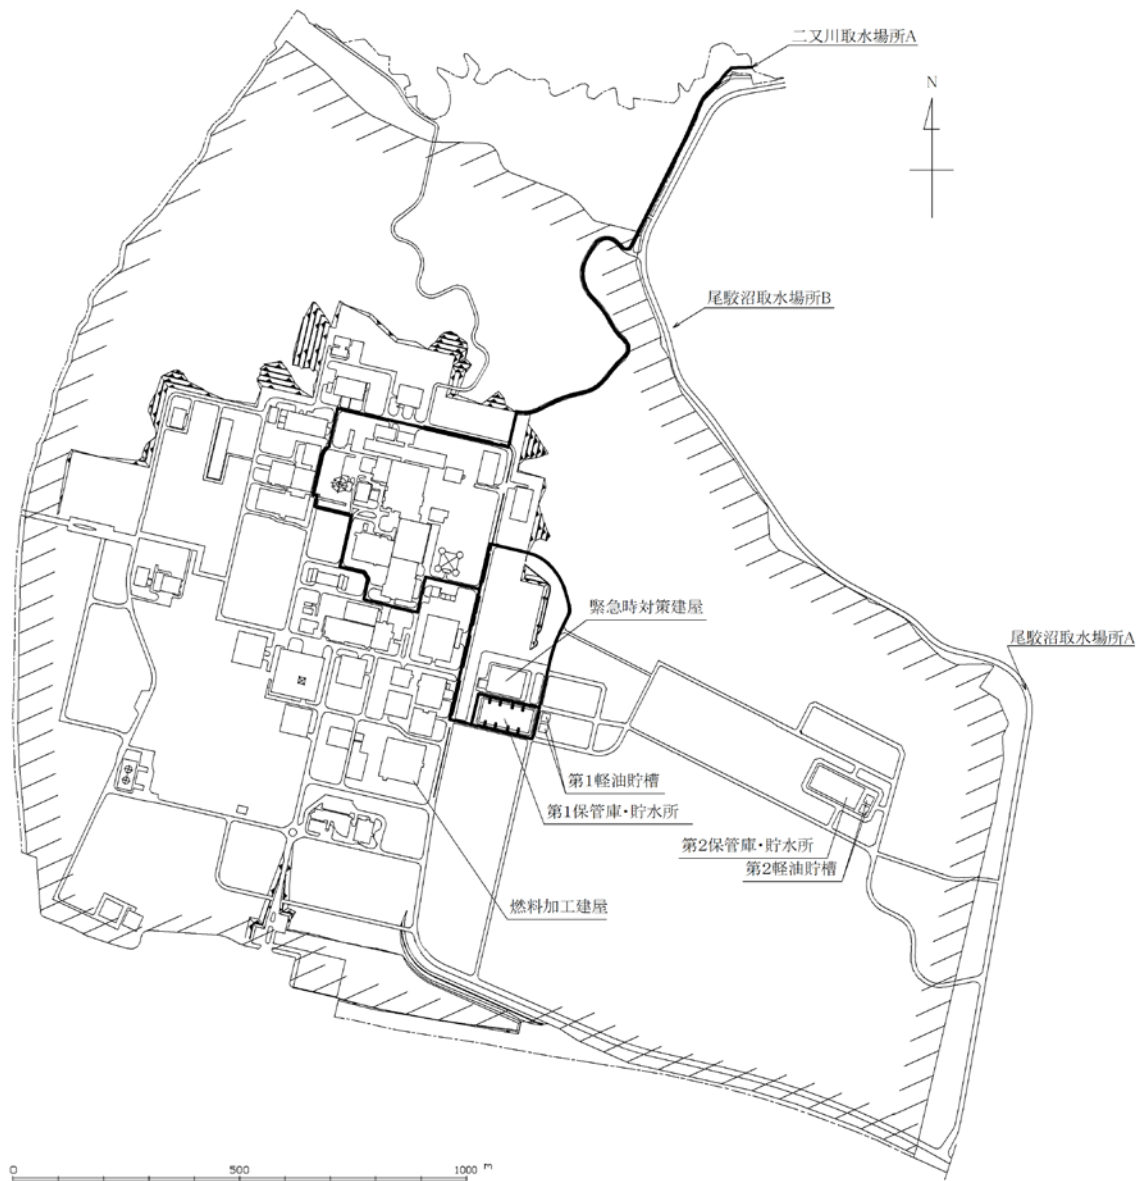 二又川取水場所A
N
尾駮沼取水場所B
緊急時対策建屋
尾駮沼取水場所A
第1軽油貯槽
第1保管庫・貯水所
第2保管庫・貯水所
第2軽油貯槽
燃料加工建屋
0 500 1000 m